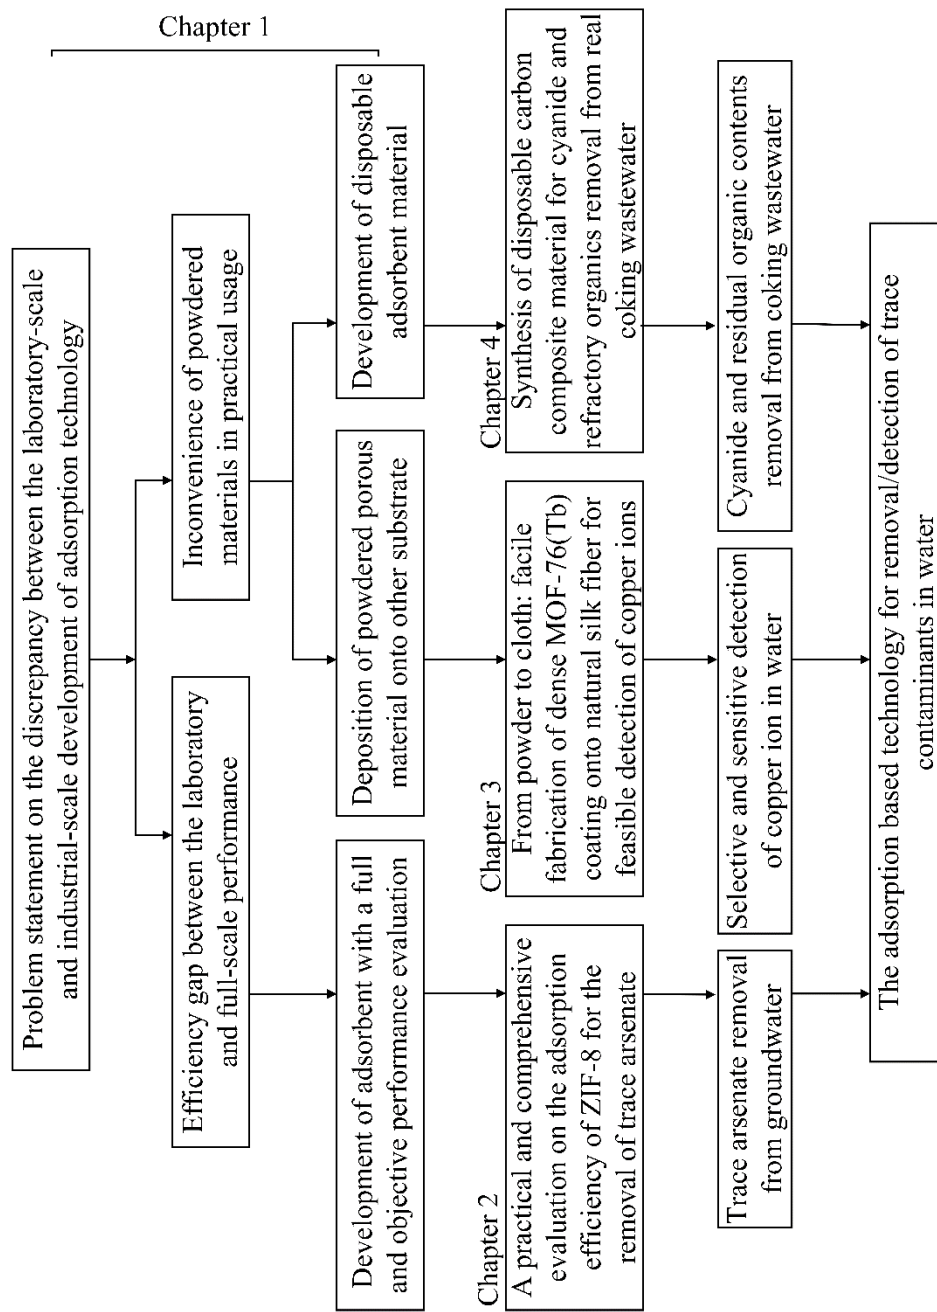 Chapter 1
Problem statement on the discrepancy between the laboratory-scale
and industrial-scale development of adsorption technology
Efficiency gap between the laboratory
and full-scale performance
Inconvenience of powdered
materials in practical usage
Development of adsorbent with a full
and objective performance evaluation
Deposition of powdered porous
material onto other substrate
Development of disposable
adsorbent material
Chapter 2
A practical and comprehensive
evaluation on the adsorption
efficiency of ZIF-8 for the
removal of trace arsenate
Chapter 3
From powder to cloth: facile
fabrication of dense MOF-76(Tb)
coating onto natural silk fiber for
feasible detection of copper ions
Chapter 4
Synthesis of disposable carbon
composite material for cyanide and
refractory organics removal from real
coking wastewater
Trace arsenate removal
from groundwater
Selective and sensitive detection
of copper ion in water
Cyanide and residual organic contents
removal from coking wastewater
The adsorption based technology for removal/detection of trace
contaminants in water